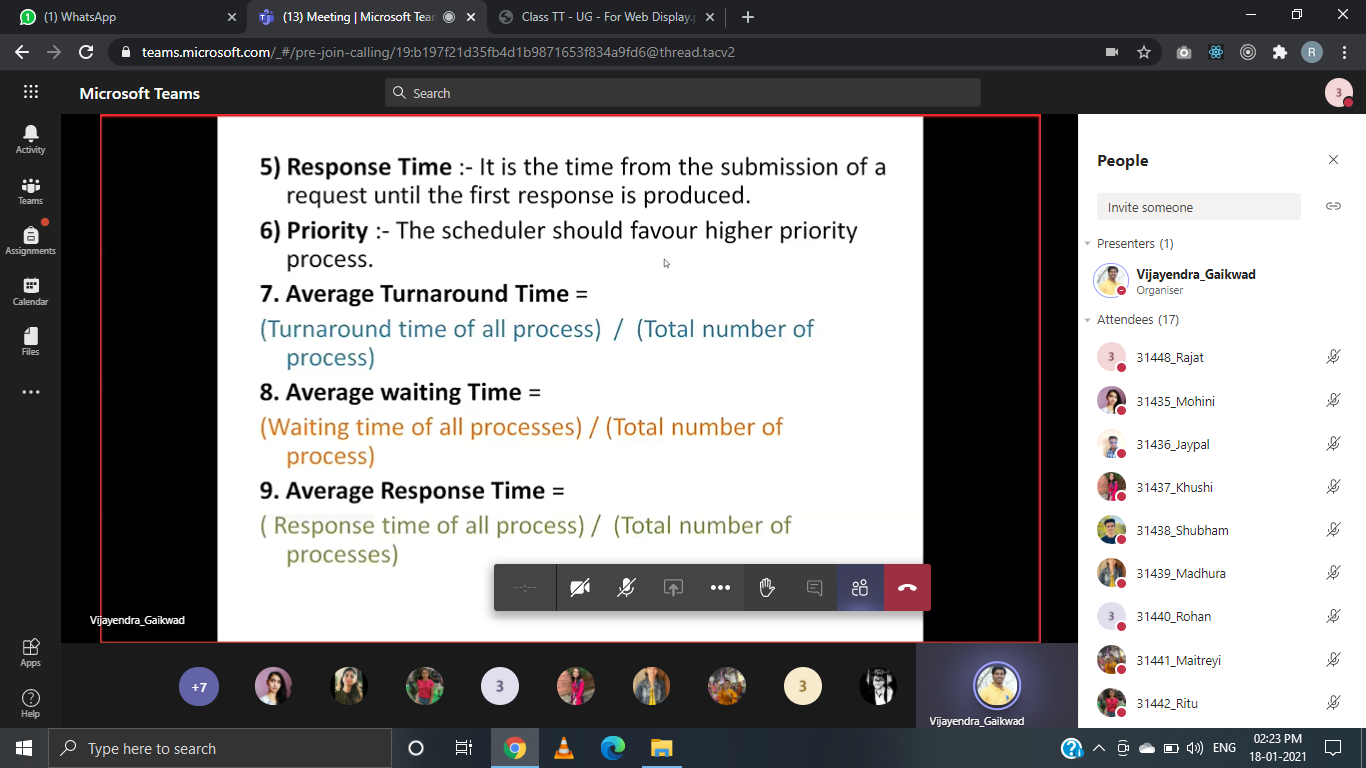 (1) WhatsApp
(13) Meeting | Microsoft Tear
Class TT - UG - For Web Display.p
teams.microsoft.com/_#/pre-join-calling/19:b197f21d35fb4d1b9871653f834a9fd6@thread.tacv2
R
Microsoft Teams
Search
3
Activity
Teams
Assignments
Calendar
Files
Apps
Help
5) Response Time :- It is the time from the submission of a
request until the first response is produced.
6) Priority :- The scheduler should favour higher priority
process.
7. Average Turnaround Time =
(Turnaround time of all process) / (Total number of
process)
8. Average waiting Time =
(Waiting time of all processes) / (Total number of
process)
9. Average Response Time =
( Response time of all process) / (Total number of
processes)
--:--
Vijayendra_Gaikwad
+7
3
3
Vijayendra_Gaikwad
People
Invite someone
Presenters (1)
Vijayendra_Gaikwad
Organiser
Attendees (17)
3 31448_Rajat
31435_Mohini
31436_Jaypal
31437_Khushi
31438_Shubham
31439_Madhura
3 31440_Rohan
31441_Maitreyi
31442_Ritu
Type here to search
ENG
02:23 PM
18-01-2021